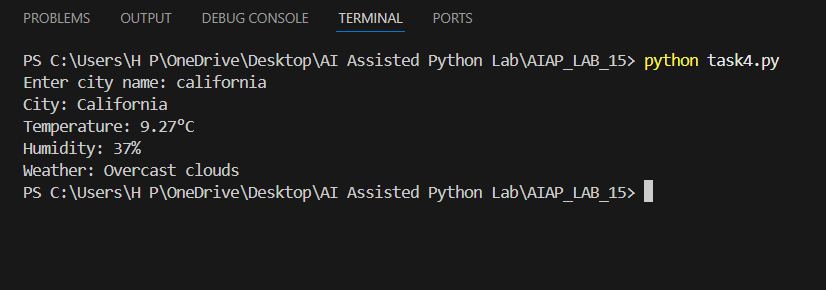 PROBLEMS OUTPUT DEBUG CONSOLE TERMINAL PORTS
PS C:\Users\H P\OneDrive\Desktop\AI Assisted Python Lab\AIAP_LAB_15> python task4.py
Enter city name: california
City: California
Temperature: 9.27°C
Humidity: 37%
Weather: Overcast clouds
PS C:\Users\H P\OneDrive\Desktop\AI Assisted Python Lab\AIAP_LAB_15>